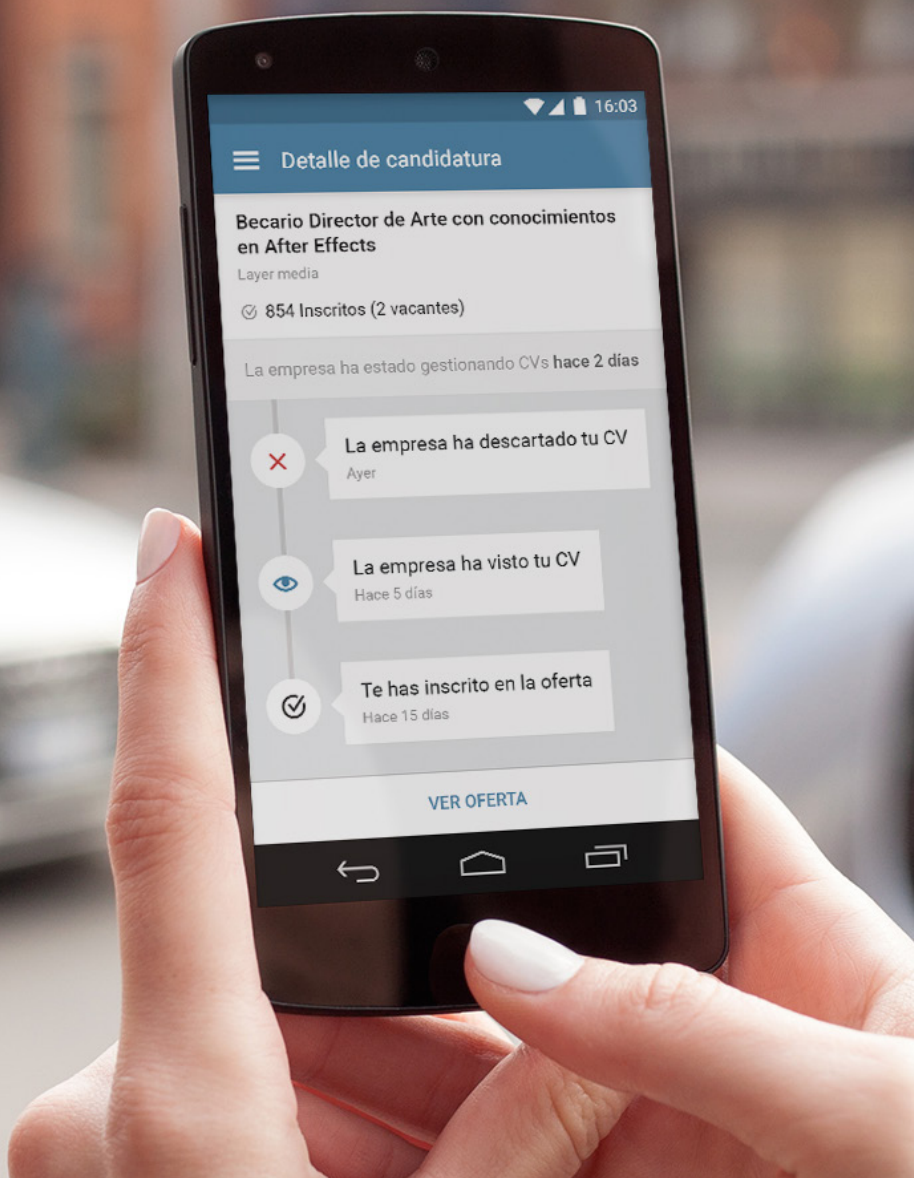 16:03
Detalle de candidatura
Becario Director de Arte con conocimientos
en After Effects
Layer media
854 Inscritos (2 vacantes)
La empresa ha estado gestionando CVs hace 2 días
La empresa ha descartado tu CV
Ayer
La empresa ha visto tu CV
Hace 5 días
Te has inscrito en la oferta
Hace 15 días
VER OFERTA